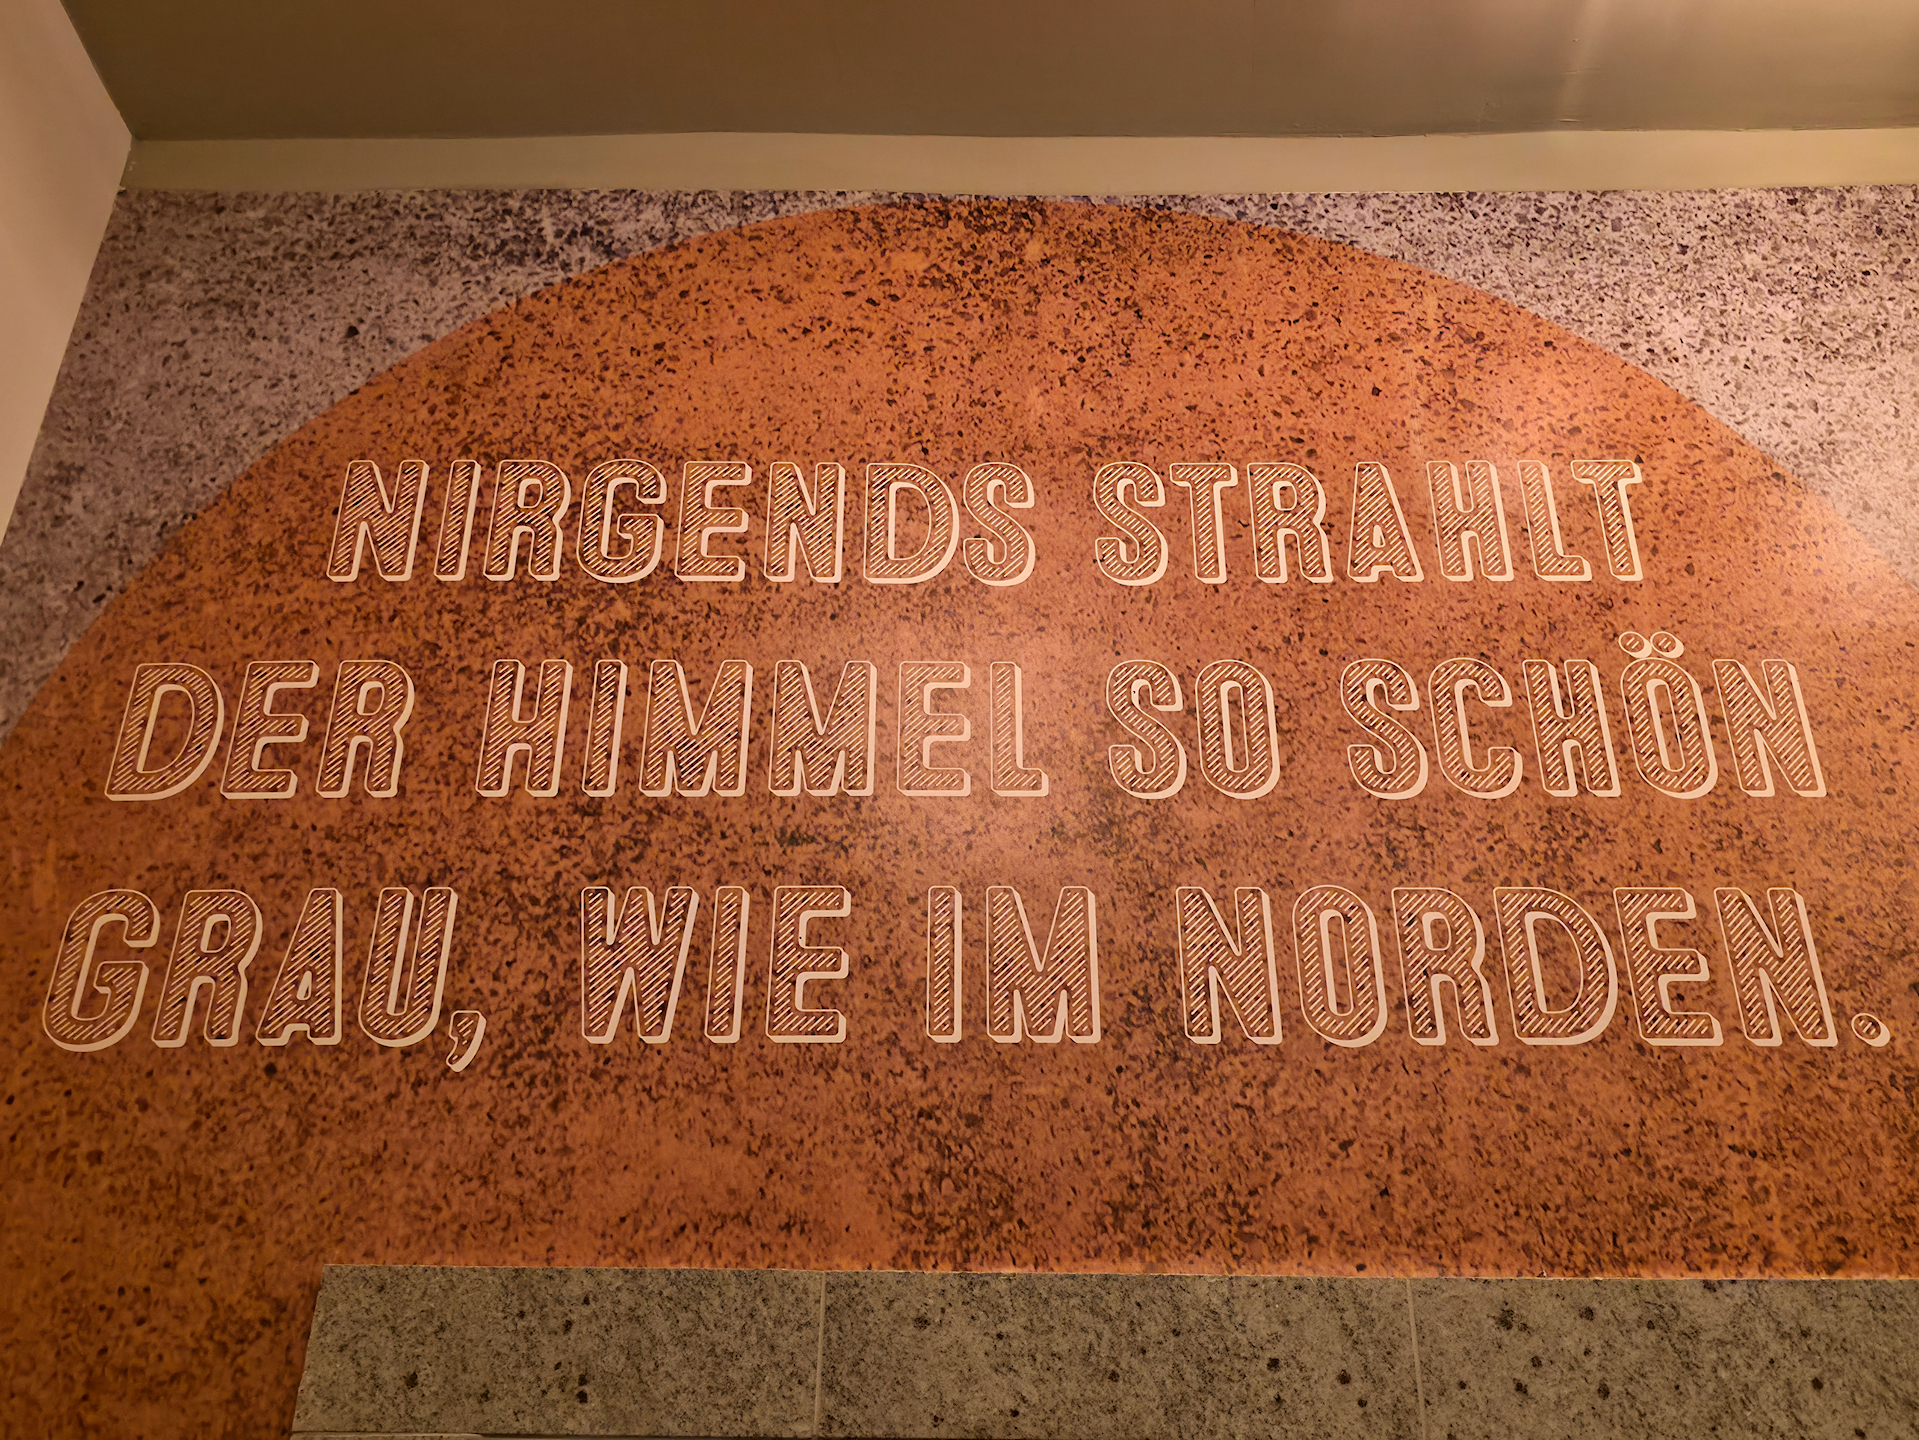 NIRGENDS STRAHLT
DER HIMMEL SO SCHÖN
GRAU, WIE IM NORDEN.